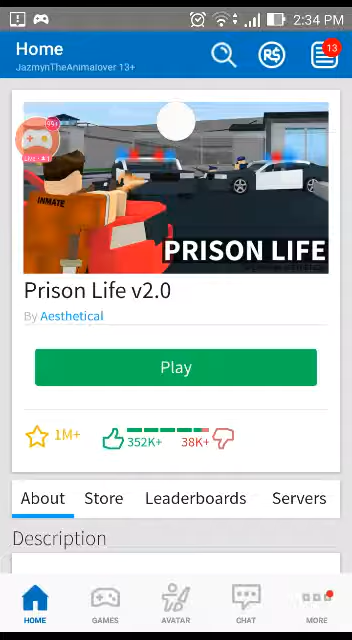 2:34 PM
Home
JazmynTheAnimalover 13+
R$
13
99+
INMATE
PRISON LIFE
Prison Life v2.0
By Aesthetical
Play
1M+
352K+
38K+
About Store Leaderboards Servers
Description
HOME GAMES AVATAR CHAT MORE